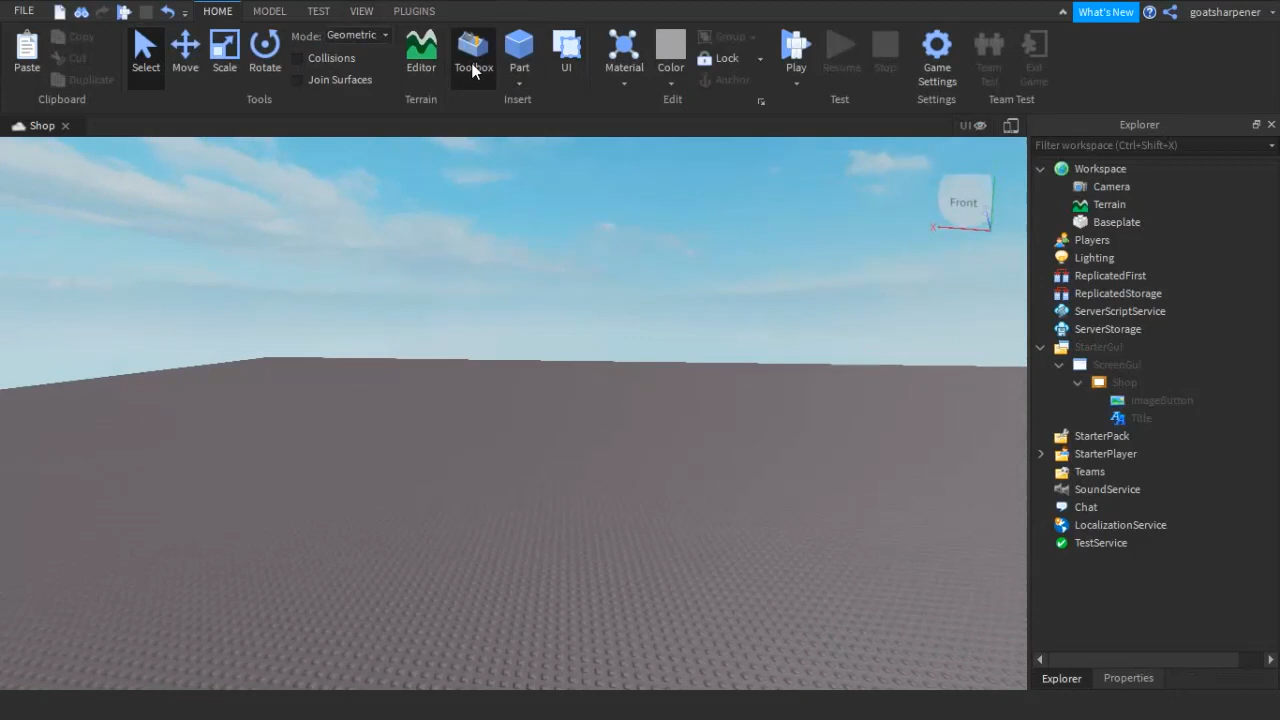 FILE HOME MODEL TEST VIEW PLUGINS What's New goatsharpener
Paste Copy Cut Duplicate Select Move Scale Rotate Mode: Geometric Collisions Join Surfaces Editor Toolbox Part UI Material Color Group Lock Anchor Play Resume Stop Game Settings Team Test Exit Game
Clipboard Tools Terrain Insert Edit Test Settings Team Test
Shop UI Explorer
Filter workspace (Ctrl+Shift+X)
Front
X
Workspace
Camera
Terrain
Baseplate
Players
Lighting
ReplicatedFirst
ReplicatedStorage
ServerScriptService
ServerStorage
StarterGui
ScreenGui
Shop
ImageButton
Title
StarterPack
StarterPlayer
Teams
SoundService
Chat
LocalizationService
TestService
Explorer Properties